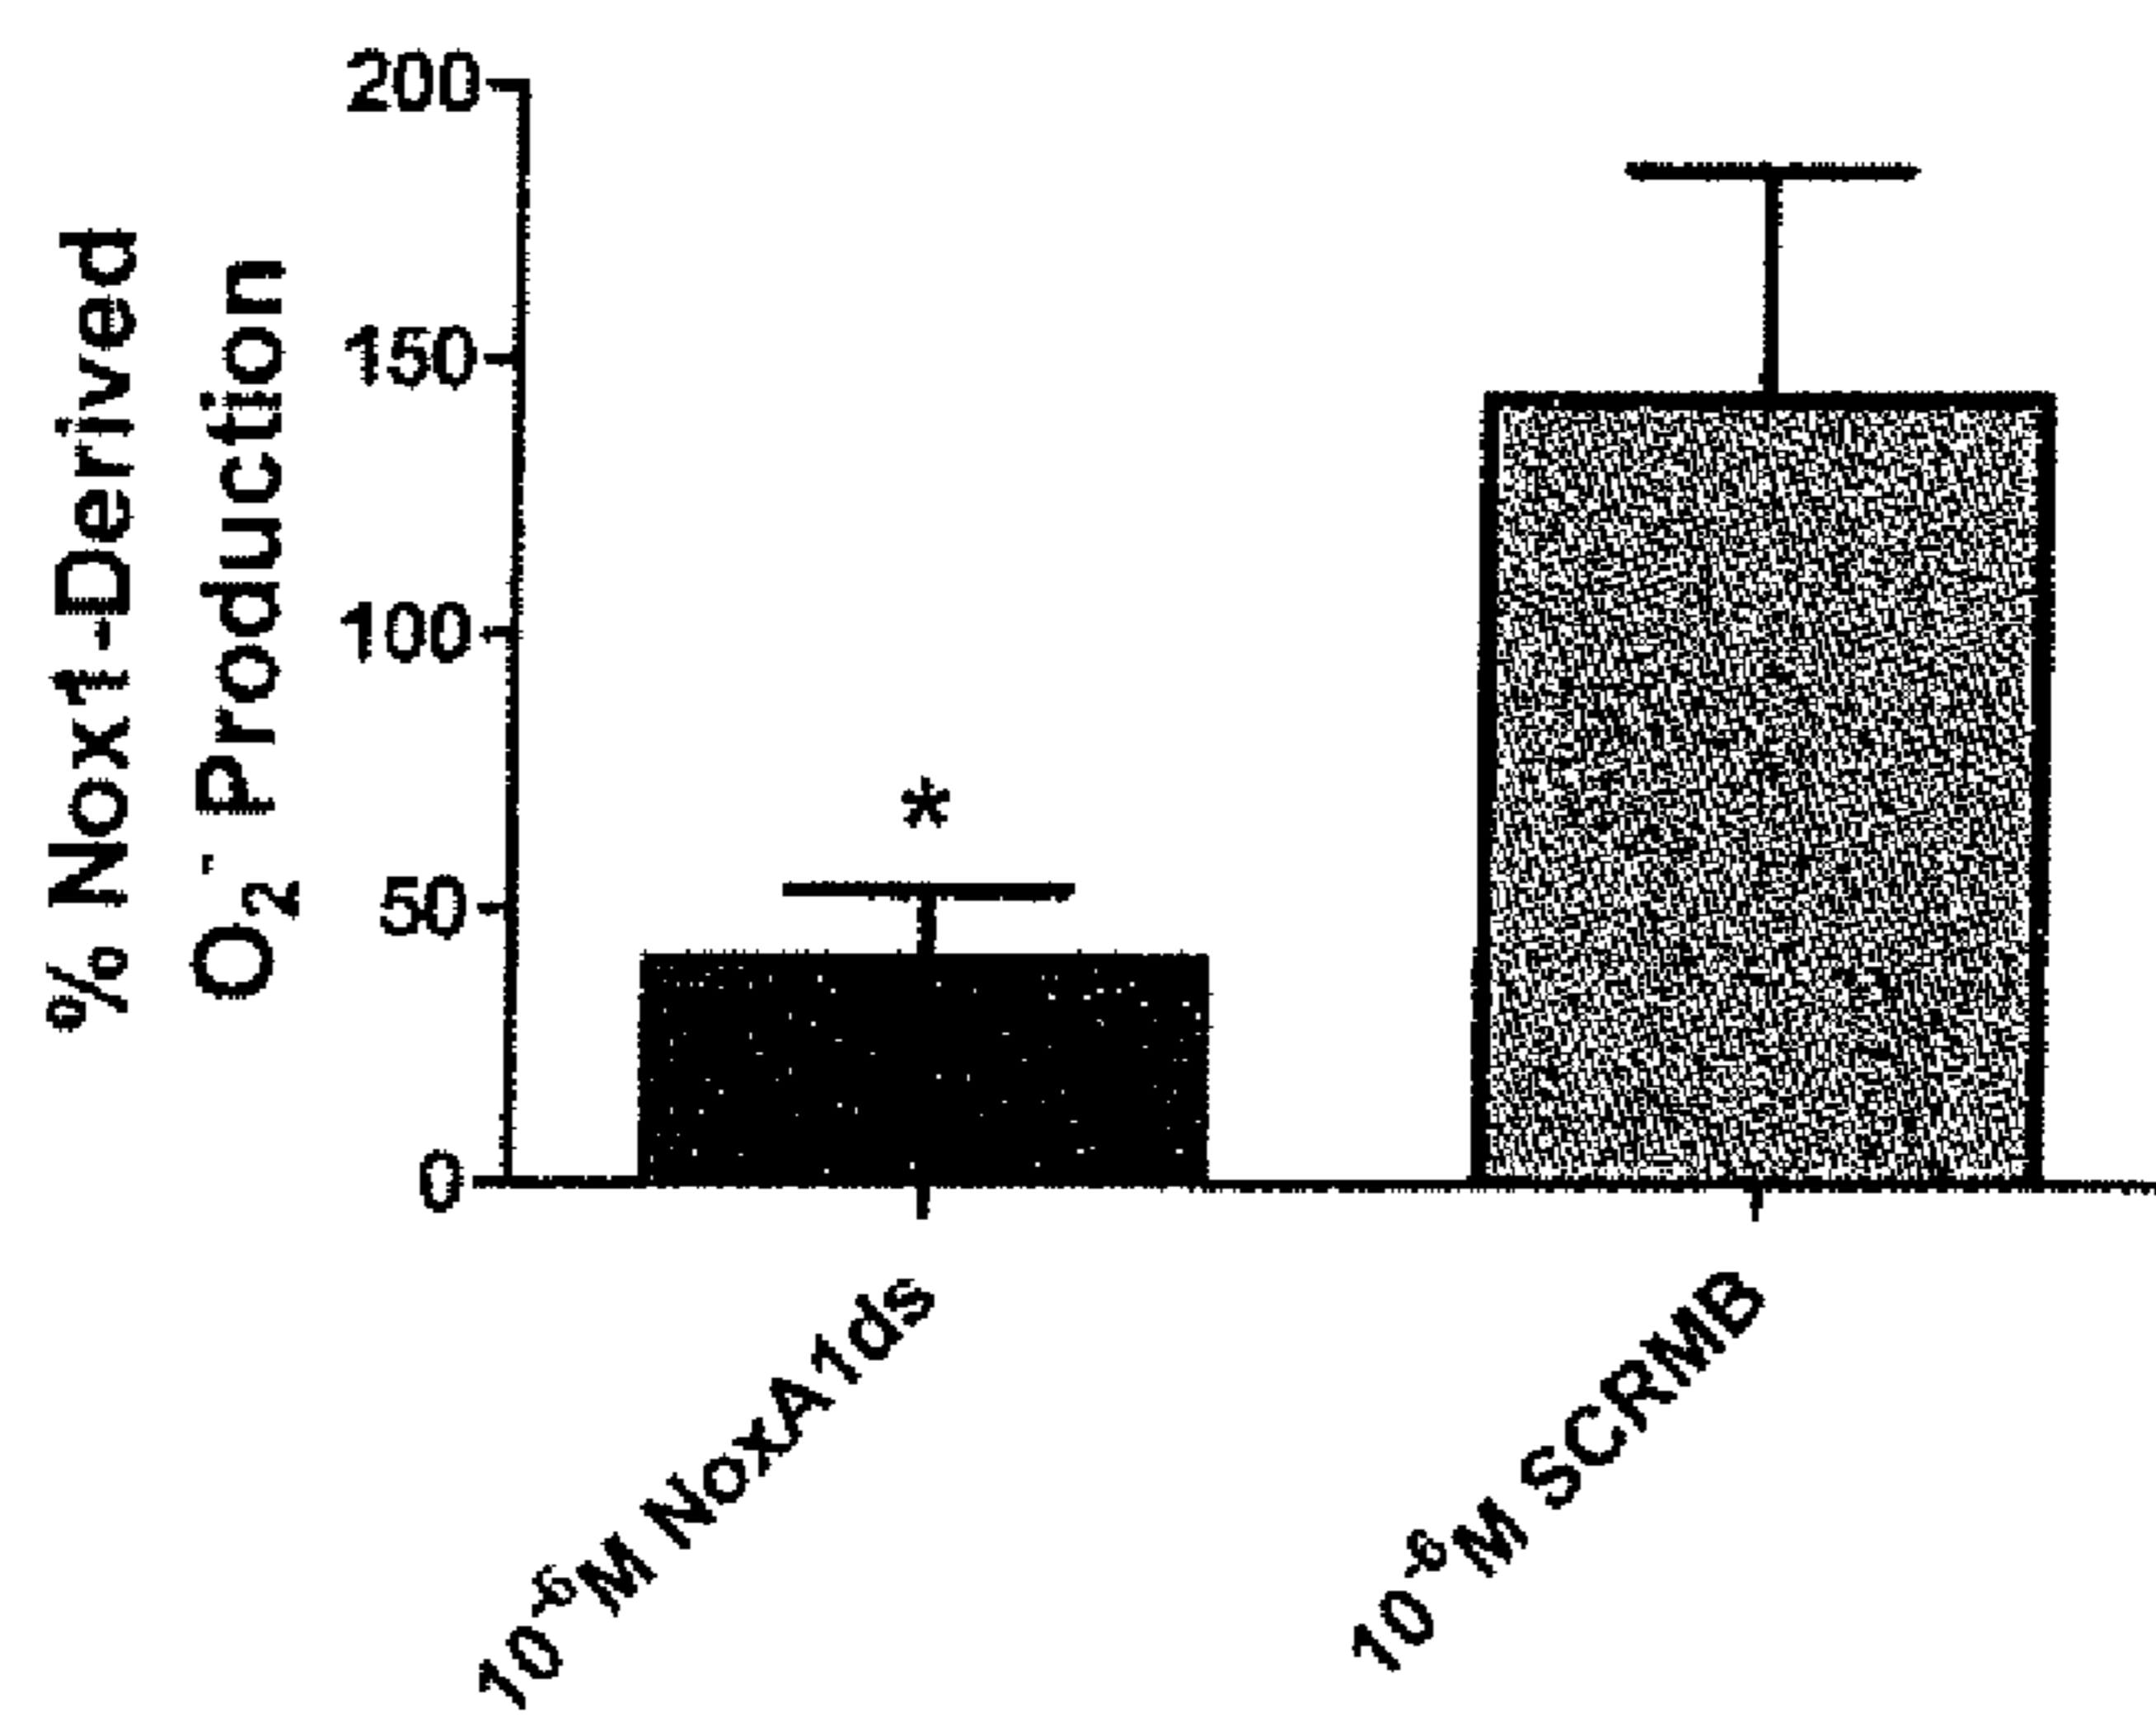 % Nox1-Derived
O₂⁻ Production
200
150
100
50
0
*
10⁻⁶M NoxA1ds
10⁻⁶M SCRMB